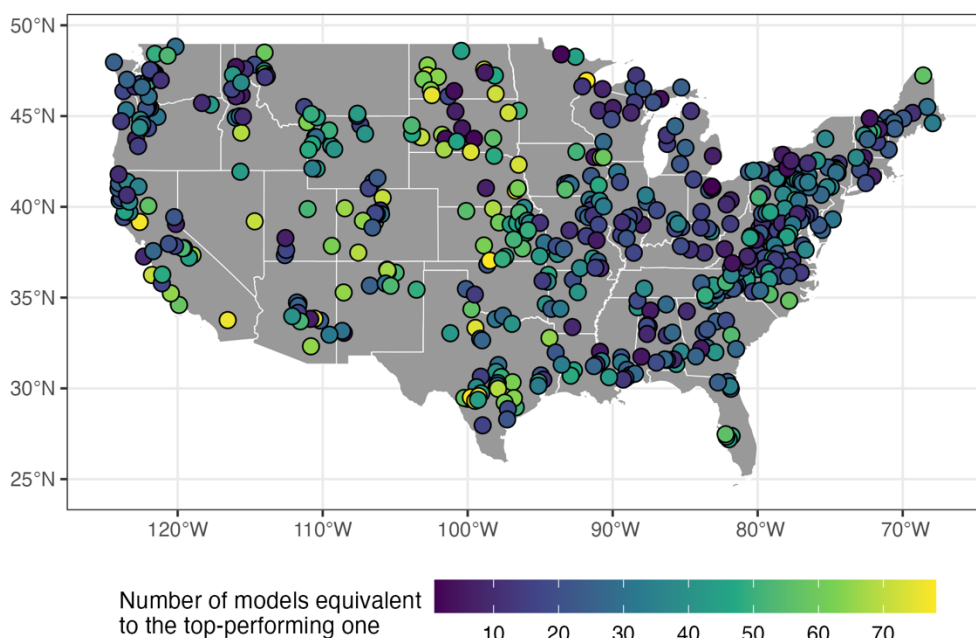 50°N
45°N
40°N
35°N
30°N
25°N
120°W 110°W 100°W 90°W 80°W 70°W
Number of models equivalent
to the top-performing one
10 20 30 40 50 60 70